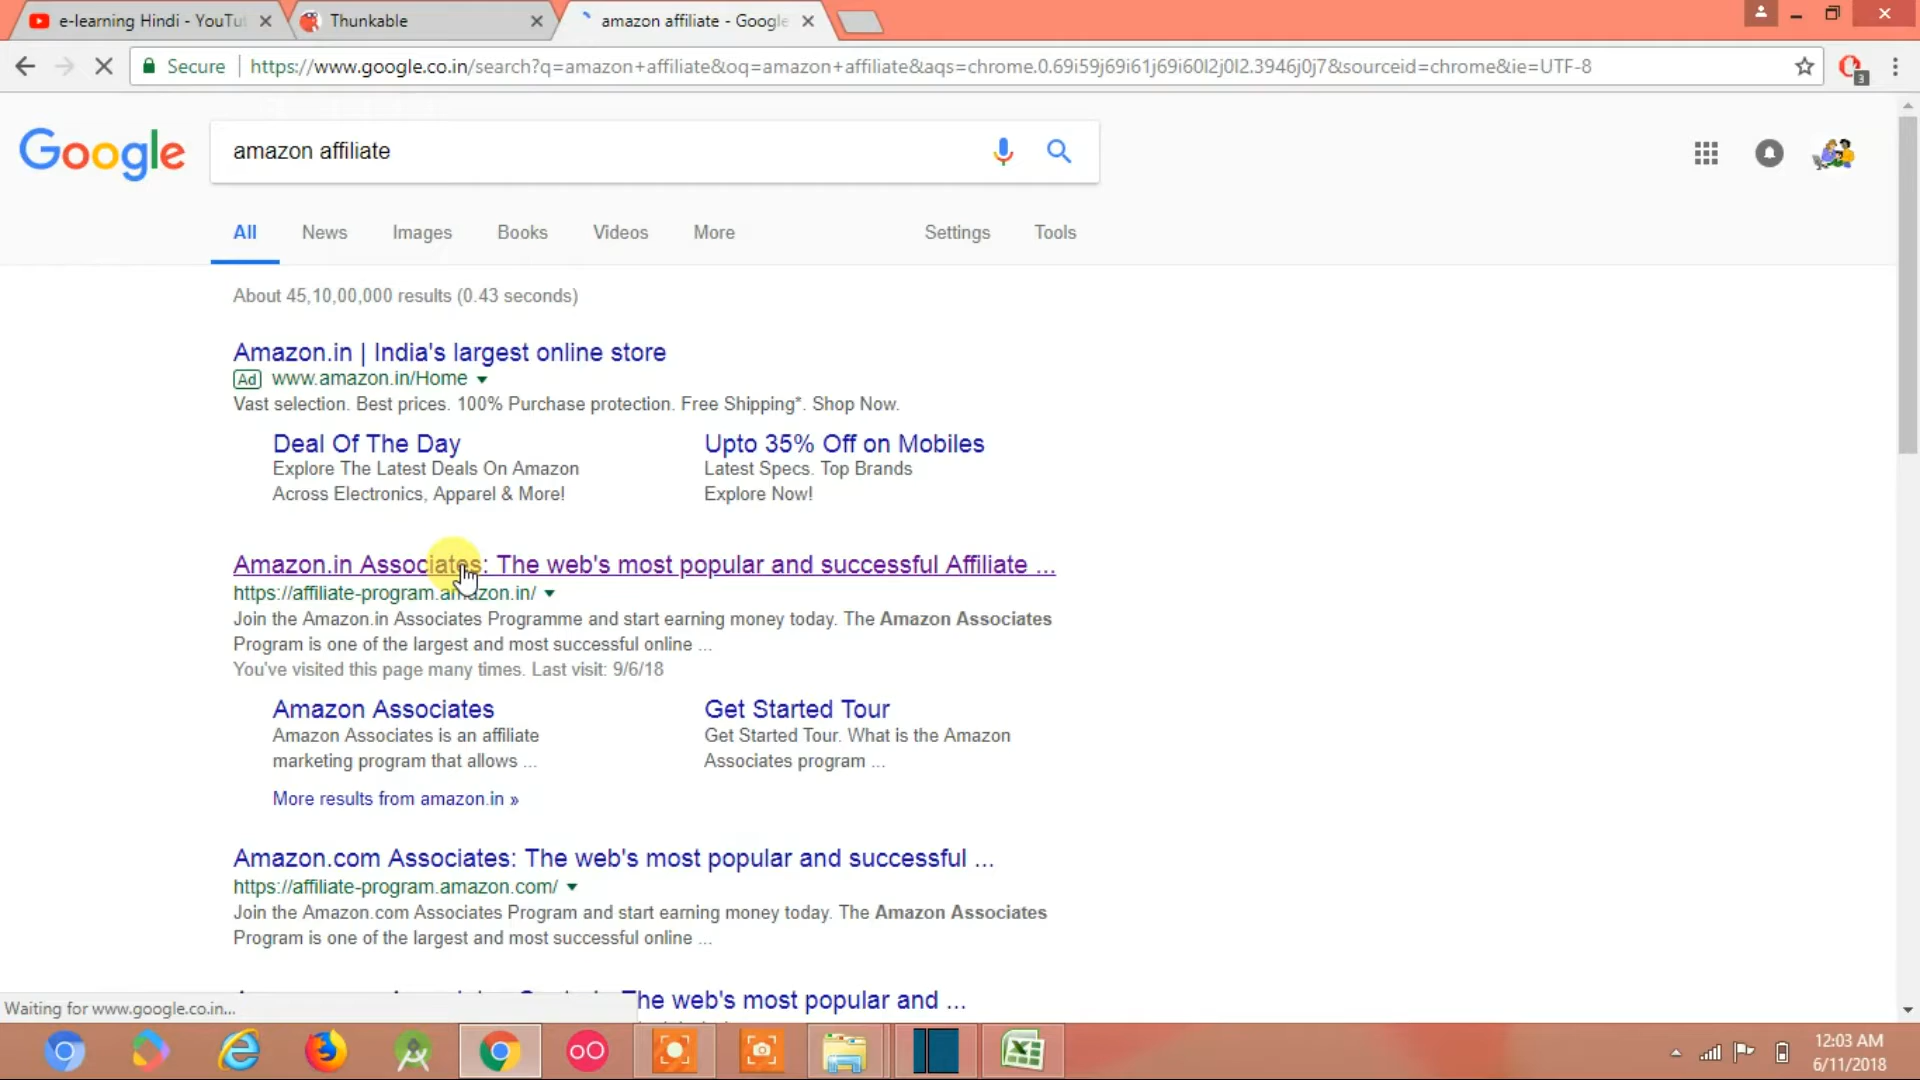 e-learning Hindi - YouTu
Thunkable
amazon affiliate - Google
Secure
https://www.google.co.in/search?q=amazon+affiliate&oq=amazon+affiliate&aqs=chrome.0.69i59j69i61j69i60l2j0l2.3946j0j7&sourceid=chrome&ie=UTF-8
3
Google
amazon affiliate
All News Images Books Videos More Settings Tools
About 45,10,00,000 results (0.43 seconds)
Amazon.in | India's largest online store
Ad www.amazon.in/Home
Vast selection. Best prices. 100% Purchase protection. Free Shipping*. Shop Now.
Deal Of The Day
Explore The Latest Deals On Amazon
Across Electronics, Apparel & More!
Upto 35% Off on Mobiles
Latest Specs. Top Brands
Explore Now!
Amazon.in Associates: The web's most popular and successful Affiliate ...
https://affiliate-program.amazon.in/
Join the Amazon.in Associates Programme and start earning money today. The Amazon Associates
Program is one of the largest and most successful online ...
You've visited this page many times. Last visit: 9/6/18
Amazon Associates
Amazon Associates is an affiliate
marketing program that allows ...
Get Started Tour
Get Started Tour. What is the Amazon
Associates program ...
More results from amazon.in »
Amazon.com Associates: The web's most popular and successful ...
https://affiliate-program.amazon.com/
Join the Amazon.com Associates Program and start earning money today. The Amazon Associates
Program is one of the largest and most successful online ...
The web's most popular and ...
Waiting for www.google.co.in...
12:03 AM
6/11/2018